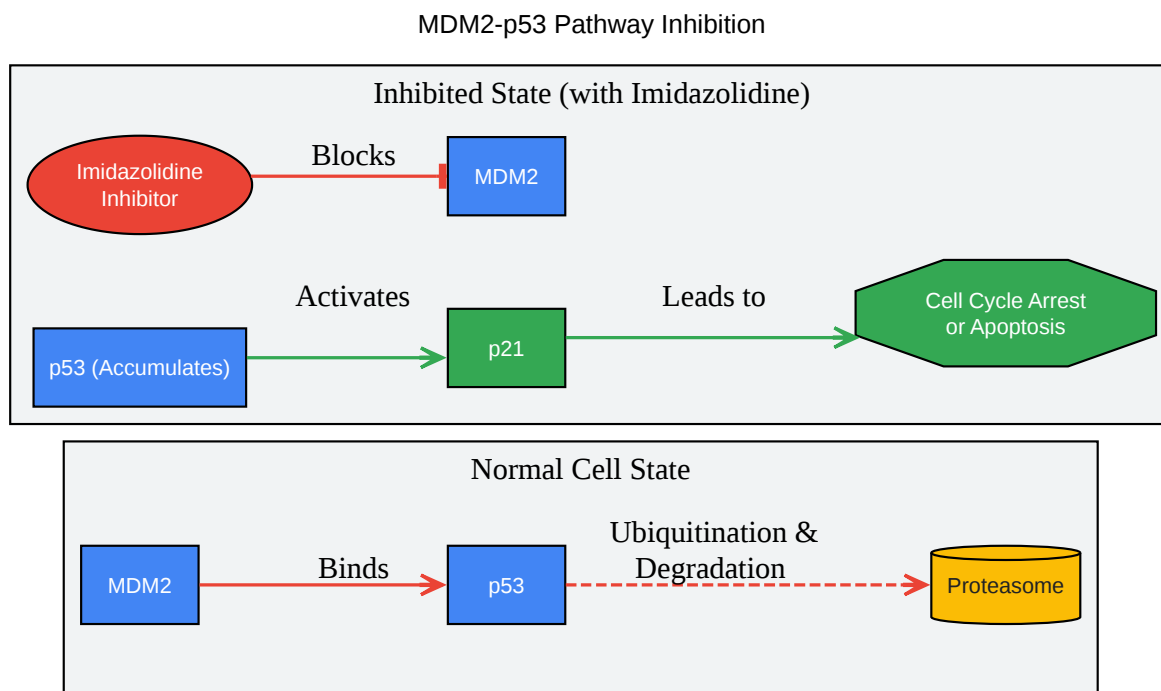 MDM2-p53 Pathway Inhibition
Inhibited State (with Imidazolidine)
Imidazolidine
Inhibitor
Blocks
MDM2
p53 (Accumulates)
Activates
p21
Leads to
Cell Cycle Arrest
or Apoptosis
Normal Cell State
MDM2
Binds
p53
Ubiquitination &
Degradation
Proteasome